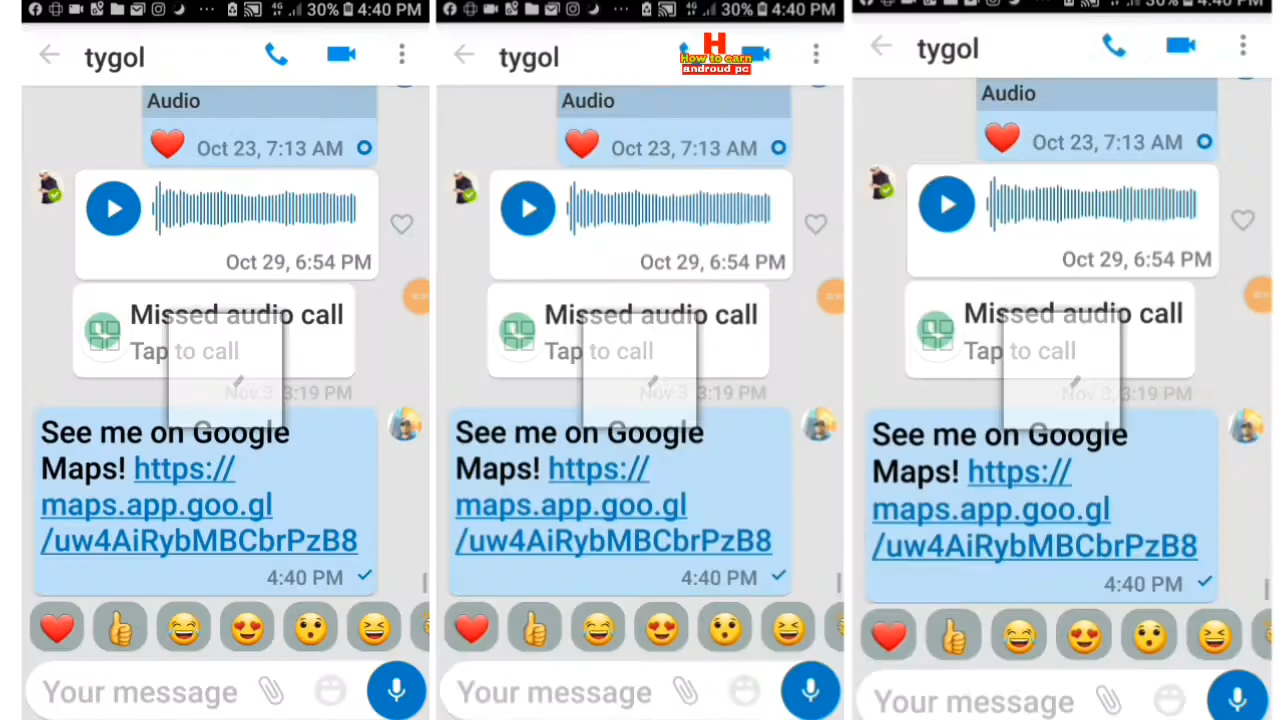 30% 4:40 PM
tygol
Audio
Oct 23, 7:13 AM
Oct 29, 6:54 PM
Missed audio call
Tap to call
Nov 3, 3:19 PM
See me on Google
Maps! https://
maps.app.goo.gl
/uw4AiRybMBCbrPzB8
4:40 PM
Your message
30% 4:40 PM
tygol
H
How to earn
androud pc
Audio
Oct 23, 7:13 AM
Oct 29, 6:54 PM
Missed audio call
Tap to call
Nov 3, 3:19 PM
See me on Google
Maps! https://
maps.app.goo.gl
/uw4AiRybMBCbrPzB8
4:40 PM
Your message
30% 4:40 PM
tygol
Audio
Oct 23, 7:13 AM
Oct 29, 6:54 PM
Missed audio call
Tap to call
Nov 3, 3:19 PM
See me on Google
Maps! https://
maps.app.goo.gl
/uw4AiRybMBCbrPzB8
4:40 PM
Your message